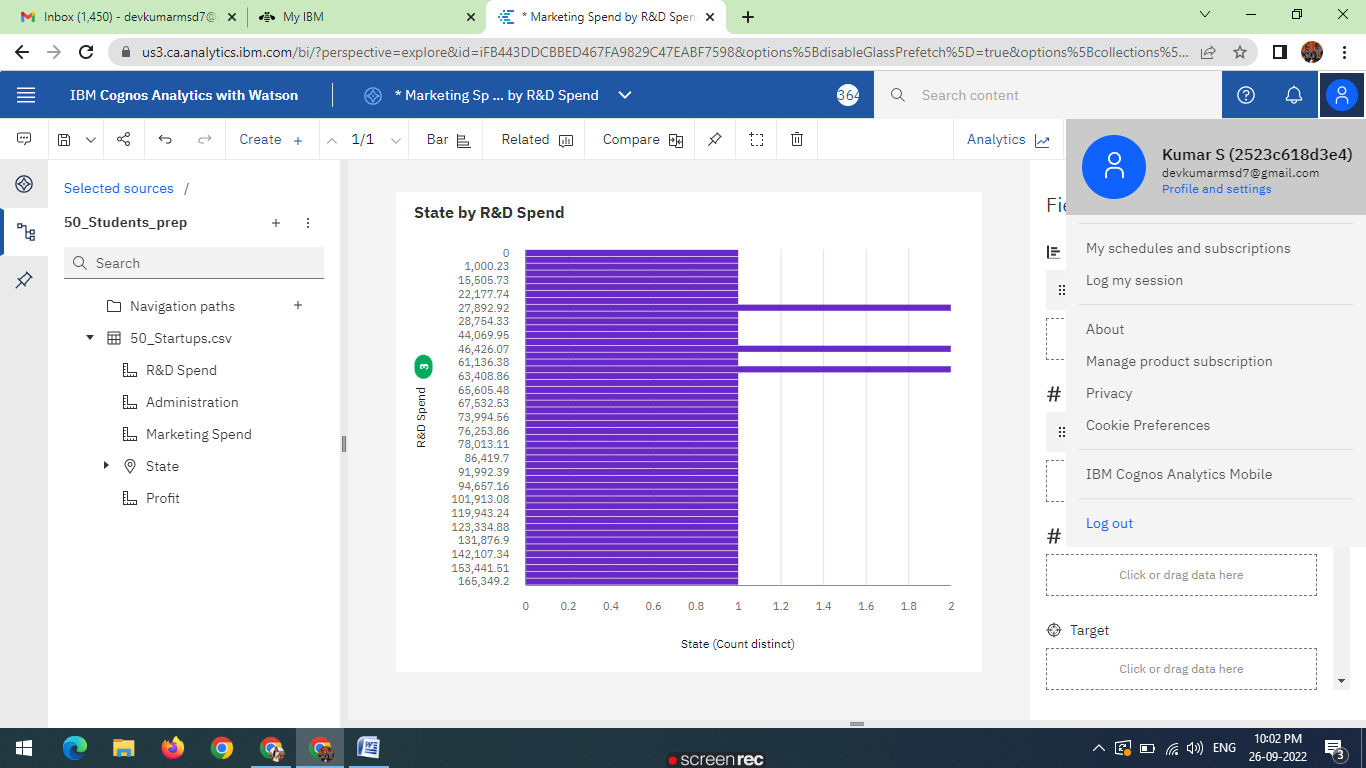 Inbox (1,450) - devkumarmsd7@
My IBM
* Marketing Spend by R&D Spen
us3.ca.analytics.ibm.com/bi/?perspective=explore&id=iFB443DDCBBED467FA9829C47EABF7598&options%5BdisableGlassPrefetch%5D=true&options%5Bcollections%5...
IBM Cognos Analytics with Watson
* Marketing Sp ... by R&D Spend
364
Search content
Create +
1/1
Bar
Related
Compare
Analytics
Kumar S (2523c618d3e4)
devkumarmsd7@gmail.com
Profile and settings
My schedules and subscriptions
Log my session
About
Manage product subscription
Privacy
Cookie Preferences
IBM Cognos Analytics Mobile
Log out
Selected sources /
50_Students_prep
Search
Navigation paths
50_Startups.csv
R&D Spend
Administration
Marketing Spend
State
Profit
State by R&D Spend
3
R&D Spend
0
1,000.23
15,505.73
22,177.74
27,892.92
28,754.33
44,069.95
46,426.07
61,136.38
63,408.86
65,605.48
67,532.53
73,994.56
76,253.86
78,013.11
86,419.7
91,992.39
94,657.16
101,913.08
119,943.24
123,334.88
131,876.9
142,107.34
153,441.51
165,349.2
0 0.2 0.4 0.6 0.8 1 1.2 1.4 1.6 1.8 2
State (Count distinct)
Fie
#
#
Click or drag data here
Target
Click or drag data here
screenrec
ENG
10:02 PM
26-09-2022
3